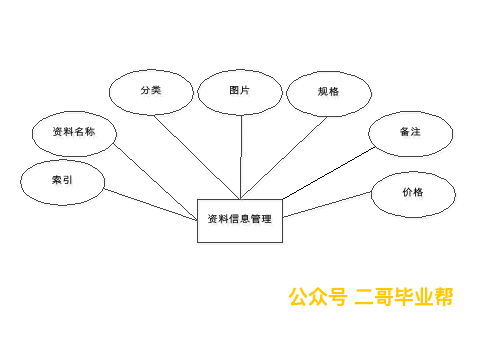 分类
图片
规格
资料名称
备注
索引
价格
资料信息管理
公众号 二哥毕业帮